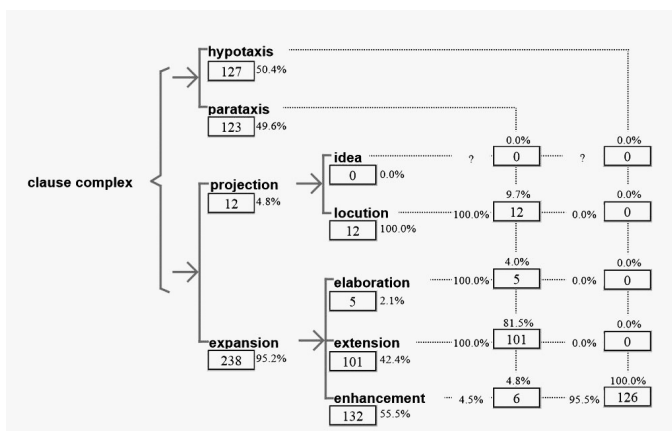 hypotaxis
127 50.4%
parataxis
123 49.6%
0.0% 0.0%
idea ? 0 ? 0
0 0.0%
clause complex
projection
12 4.8%
9.7% 0.0%
locution 100.0% 12 0.0% 0
12 100.0%
4.0% 0.0%
elaboration 100.0% 5 0.0% 0
5 2.1%
81.5% 0.0%
expansion
238 95.2%
extension 100.0% 101 0.0% 0
101 42.4%
4.8% 100.0%
enhancement 4.5% 6 95.5% 126
132 55.5%